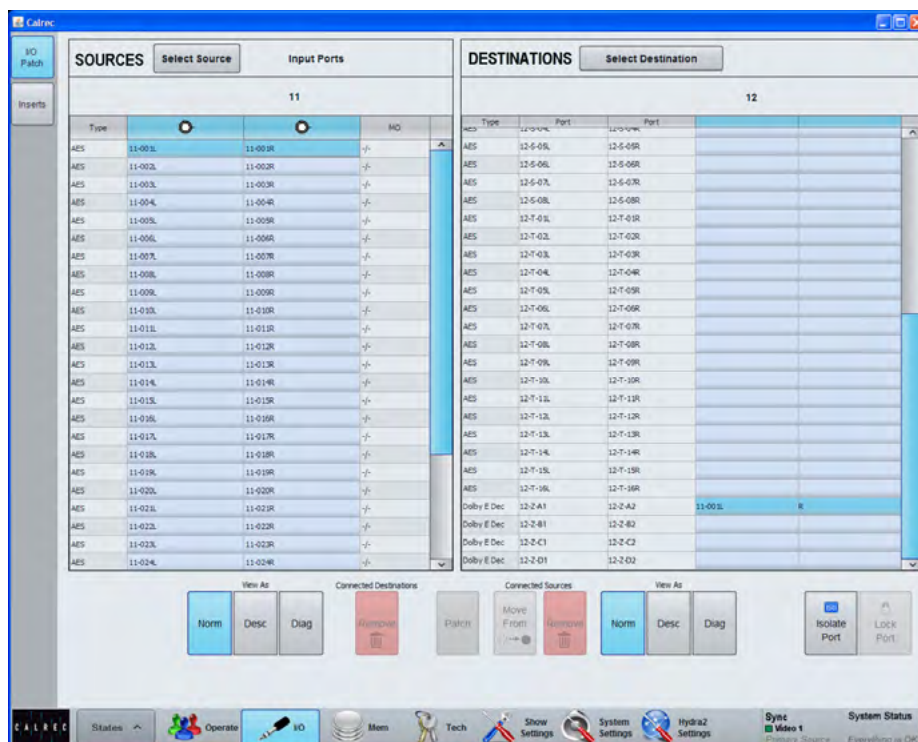 Calrec
I/O Patch
Inserts
SOURCES Select Source Input Ports
11
Type MO
AES 11-001L 11-001R -/-
AES 11-002L 11-002R -/-
AES 11-003L 11-003R -/-
AES 11-004L 11-004R -/-
AES 11-005L 11-005R -/-
AES 11-006L 11-006R -/-
AES 11-007L 11-007R -/-
AES 11-008L 11-008R -/-
AES 11-009L 11-009R -/-
AES 11-010L 11-010R -/-
AES 11-011L 11-011R -/-
AES 11-012L 11-012R -/-
AES 11-013L 11-013R -/-
AES 11-014L 11-014R -/-
AES 11-015L 11-015R -/-
AES 11-016L 11-016R -/-
AES 11-017L 11-017R -/-
AES 11-018L 11-018R -/-
AES 11-019L 11-019R -/-
AES 11-020L 11-020R -/-
AES 11-021L 11-021R -/-
AES 11-022L 11-022R -/-
AES 11-023L 11-023R -/-
AES 11-024L 11-024R -/-
DESTINATIONS Select Destination
12
Type Port Port
AES 12-S-04L 12-S-04R
AES 12-S-05L 12-S-05R
AES 12-S-06L 12-S-06R
AES 12-S-07L 12-S-07R
AES 12-S-08L 12-S-08R
AES 12-T-01L 12-T-01R
AES 12-T-02L 12-T-02R
AES 12-T-03L 12-T-03R
AES 12-T-04L 12-T-04R
AES 12-T-05L 12-T-05R
AES 12-T-06L 12-T-06R
AES 12-T-07L 12-T-07R
AES 12-T-08L 12-T-08R
AES 12-T-09L 12-T-09R
AES 12-T-10L 12-T-10R
AES 12-T-11L 12-T-11R
AES 12-T-12L 12-T-12R
AES 12-T-13L 12-T-13R
AES 12-T-14L 12-T-14R
AES 12-T-15L 12-T-15R
AES 12-T-16L 12-T-16R
Dolby E Dec 12-Z-A1 12-Z-A2 11-001L R
Dolby E Dec 12-Z-B1 12-Z-B2
Dolby E Dec 12-Z-C1 12-Z-C2
Dolby E Dec 12-Z-D1 12-Z-D2
View As Connected Destinations Connected Sources View As
Norm Desc Diag Remove Patch Move From Remove Norm Desc Diag Isolate Port Lock Port
CALREC States Operate I/O Mem Tech Show Settings System Settings Hydra2 Settings
Sync System Status
Video 1
Primary Source Everything is OK